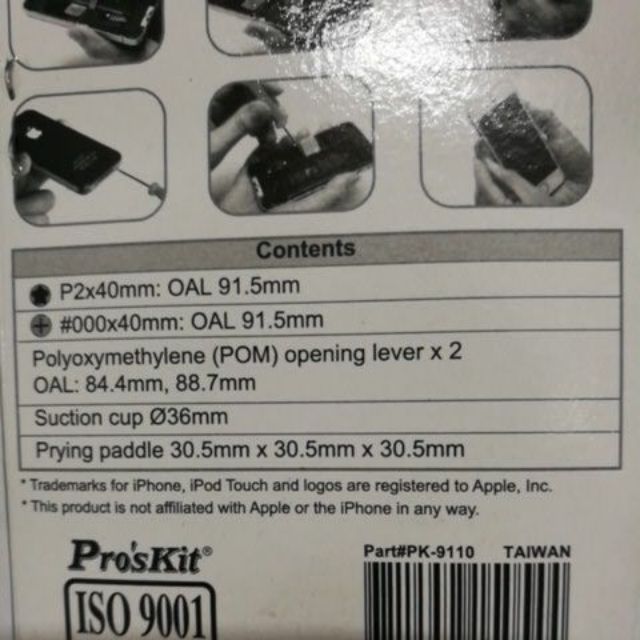 Contents
P2x40mm: OAL 91.5mm
#000x40mm: OAL 91.5mm
Polyoxymethylene (POM) opening lever x 2
OAL: 84.4mm, 88.7mm
Suction cup Ø36mm
Prying paddle 30.5mm x 30.5mm x 30.5mm
* Trademarks for iPhone, iPod Touch and logos are registered to Apple, Inc.
* This product is not affiliated with Apple or the iPhone in any way.
Pro'sKit®
Part#PK-9110 TAIWAN
ISO 9001